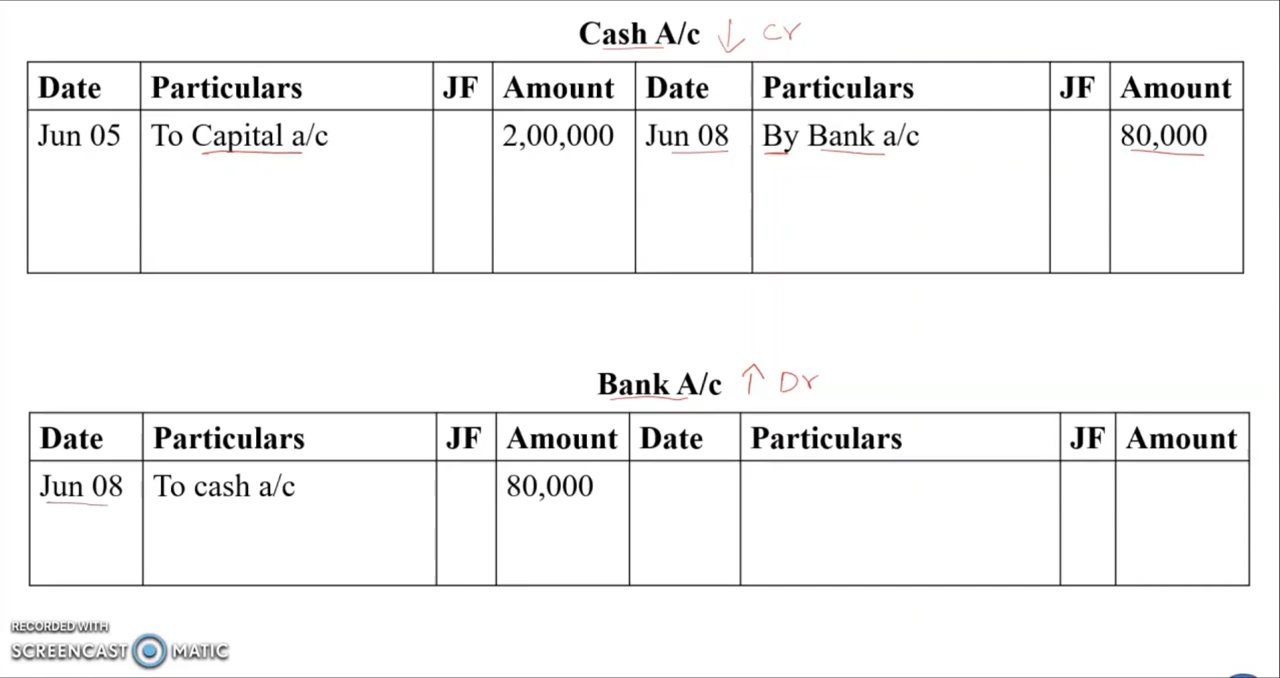 Cash A/c ↓ Cr
Date Particulars JF Amount Date Particulars JF Amount
Jun 05 To Capital a/c 2,00,000 Jun 08 By Bank a/c 80,000
Bank A/c ↑ Dr
Date Particulars JF Amount Date Particulars JF Amount
Jun 08 To cash a/c 80,000
RECORDED WITH
SCREENCAST MATIC